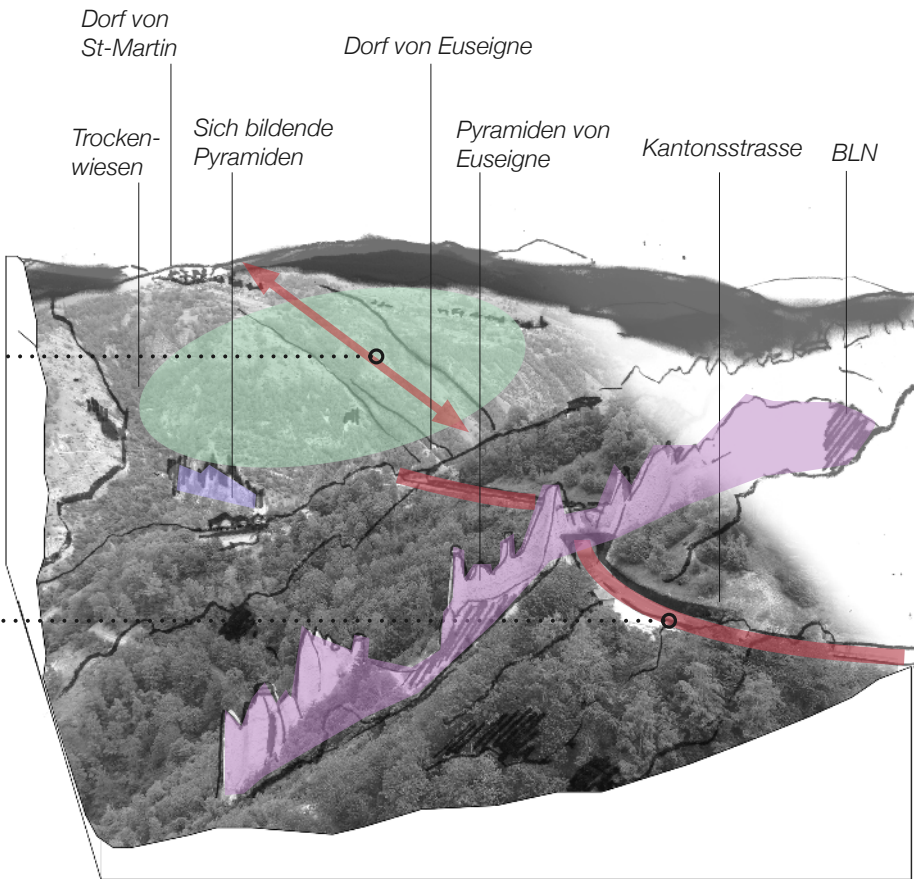 Dorf von
St-Martin
Dorf von Euseigne
Trocken-
wiesen
Sich bildende
Pyramiden
Pyramiden von
Euseigne
Kantonsstrasse
BLN